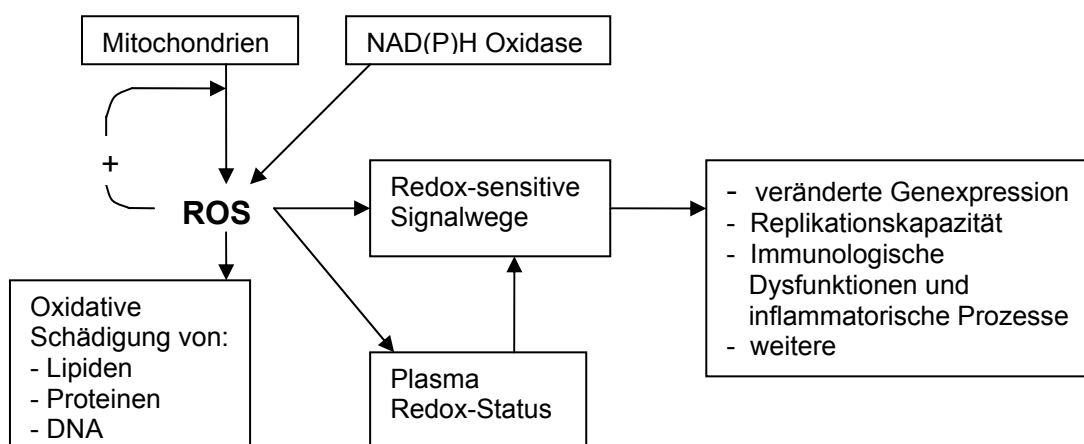 Mitochondrien
NAD(P)H Oxidase
+
ROS
Redox-sensitive
Signalwege
- veränderte Genexpression
- Replikationskapazität
- Immunologische
Dysfunktionen und
inflammatorische Prozesse
- weitere
Oxidative
Schädigung von:
- Lipiden
- Proteinen
- DNA
Plasma
Redox-Status